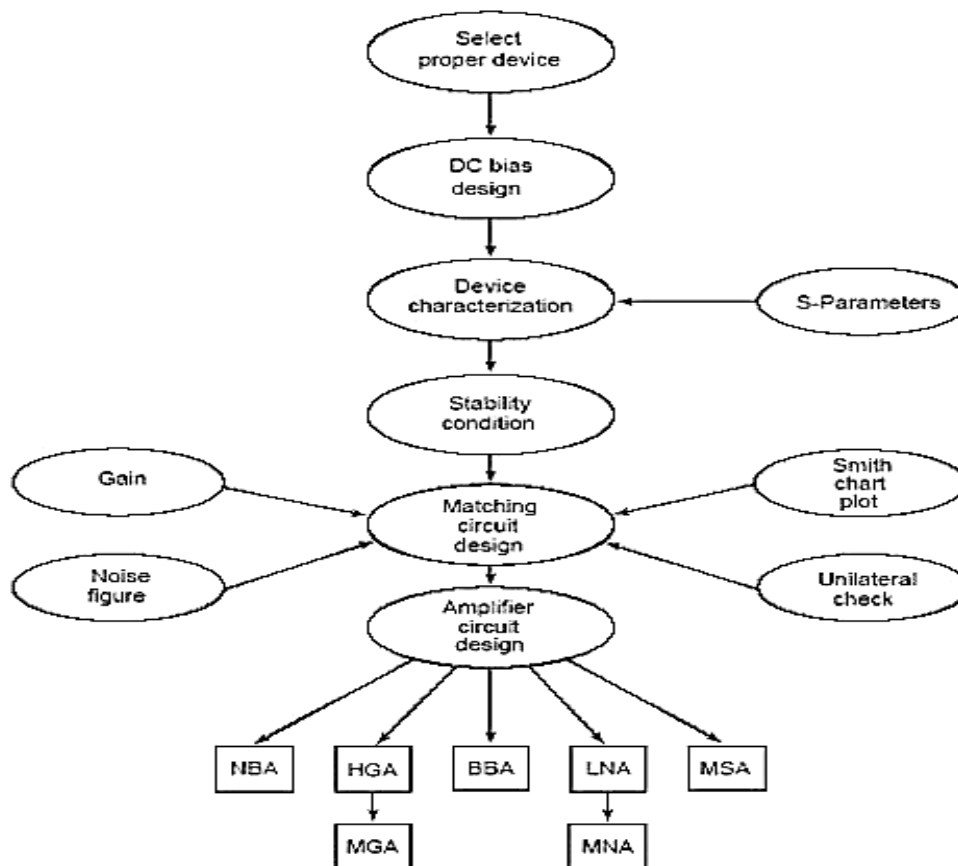 Select
proper device
DC bias
design
Device
characterization
S-Parameters
Stability
condition
Gain
Smith
chart
plot
Matching
circuit
design
Noise
figure
Unilateral
check
Amplifier
circuit
design
NBA
HGA
BBA
LNA
MSA
MGA
MNA